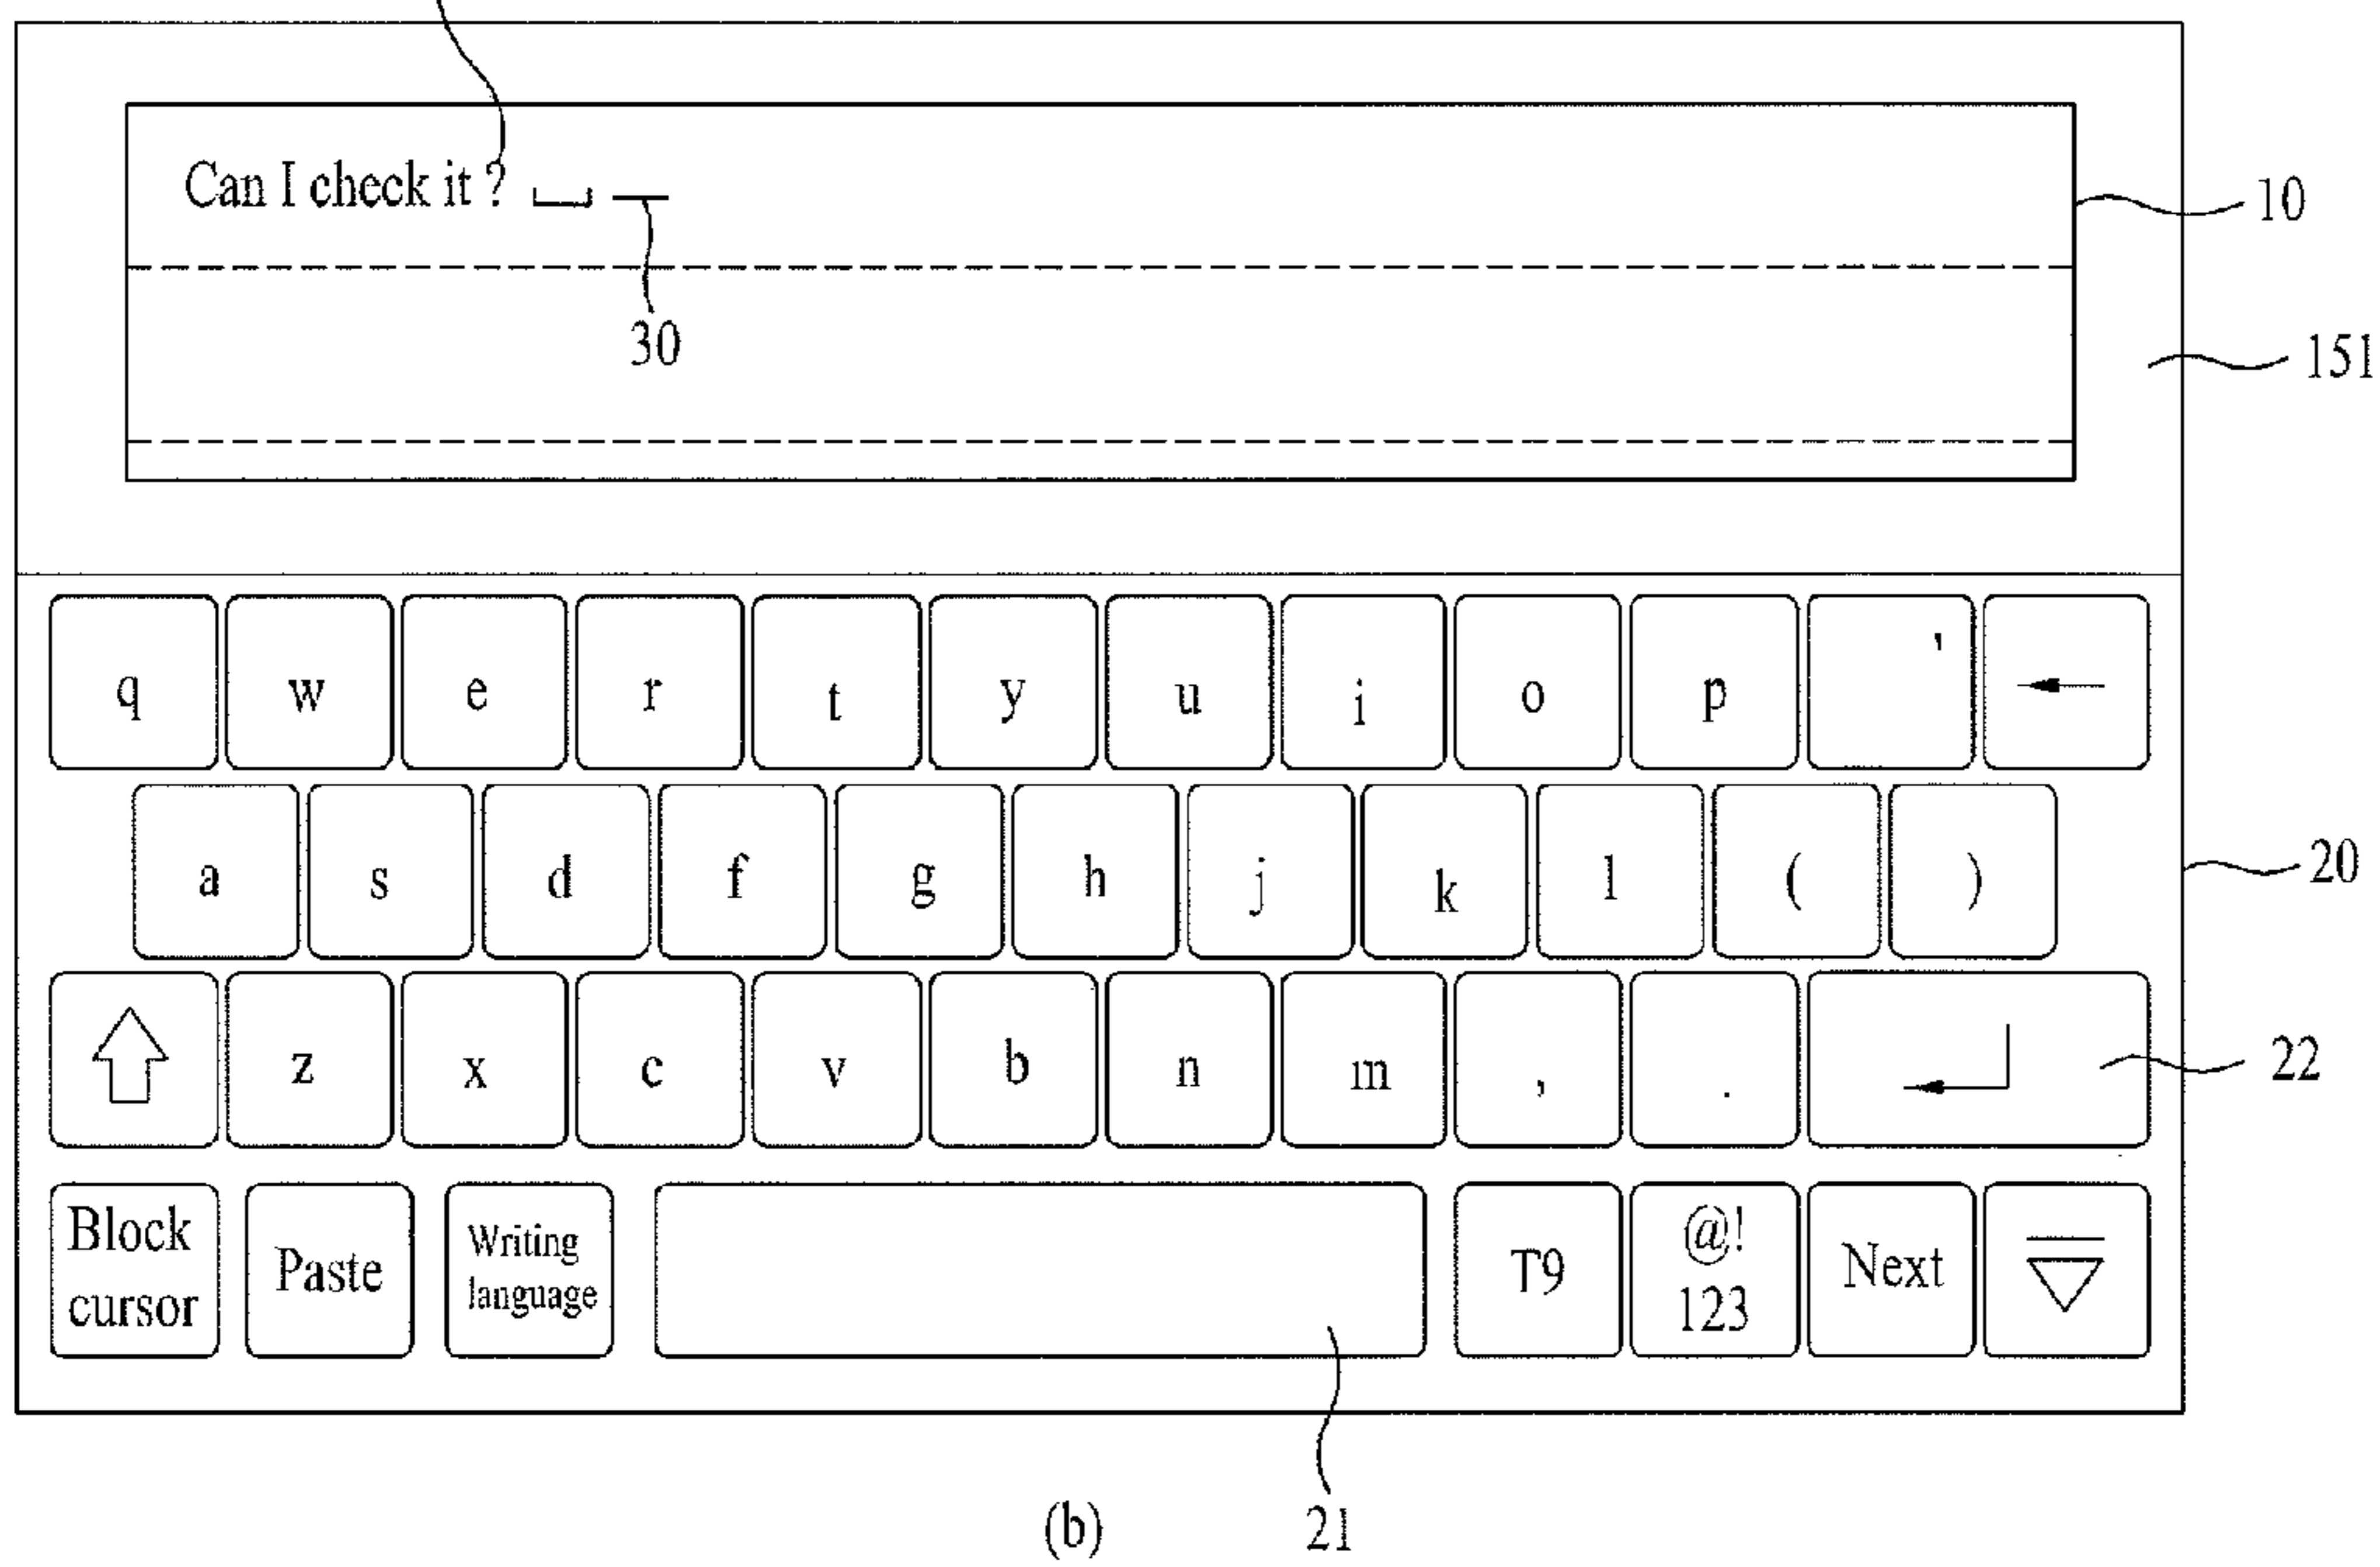 Can I check it ?
10
30
151
q w e r t y u i o p '
a s d f g h j k l ( )
20
z x c v b n m , .
22
Block cursor Paste Writing language T9 @! 123 Next
21
(b)